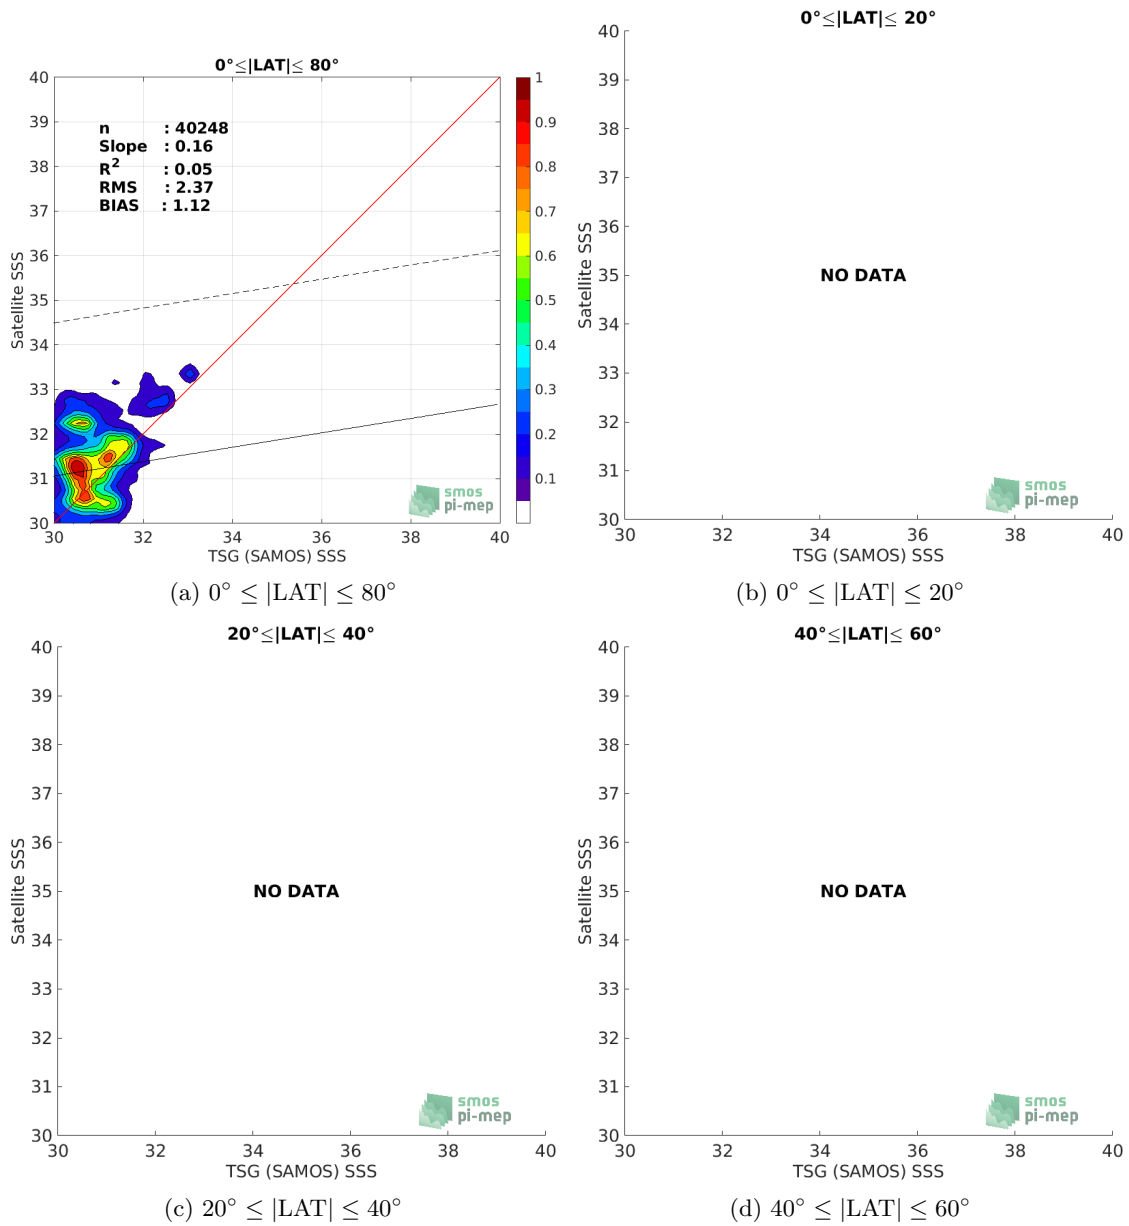 0°≤|LAT|≤ 80°
40
39
38
37
36
35
34
33
32
31
30
Satellite SSS
n : 40248
Slope : 0.16
R² : 0.05
RMS : 2.37
BIAS : 1.12
1
0.9
0.8
0.7
0.6
0.5
0.4
0.3
0.2
0.1
smos
pi-mep
30 32 34 36 38 40
TSG (SAMOS) SSS
(a) 0° ≤ |LAT| ≤ 80°
0°≤|LAT|≤ 20°
40
39
38
37
36
35
34
33
32
31
30
Satellite SSS
NO DATA
smos
pi-mep
30 32 34 36 38 40
TSG (SAMOS) SSS
(b) 0° ≤ |LAT| ≤ 20°
20°≤|LAT|≤ 40°
40
39
38
37
36
35
34
33
32
31
30
Satellite SSS
NO DATA
smos
pi-mep
30 32 34 36 38 40
TSG (SAMOS) SSS
(c) 20° ≤ |LAT| ≤ 40°
40°≤|LAT|≤ 60°
40
39
38
37
36
35
34
33
32
31
30
Satellite SSS
NO DATA
smos
pi-mep
30 32 34 36 38 40
TSG (SAMOS) SSS
(d) 40° ≤ |LAT| ≤ 60°